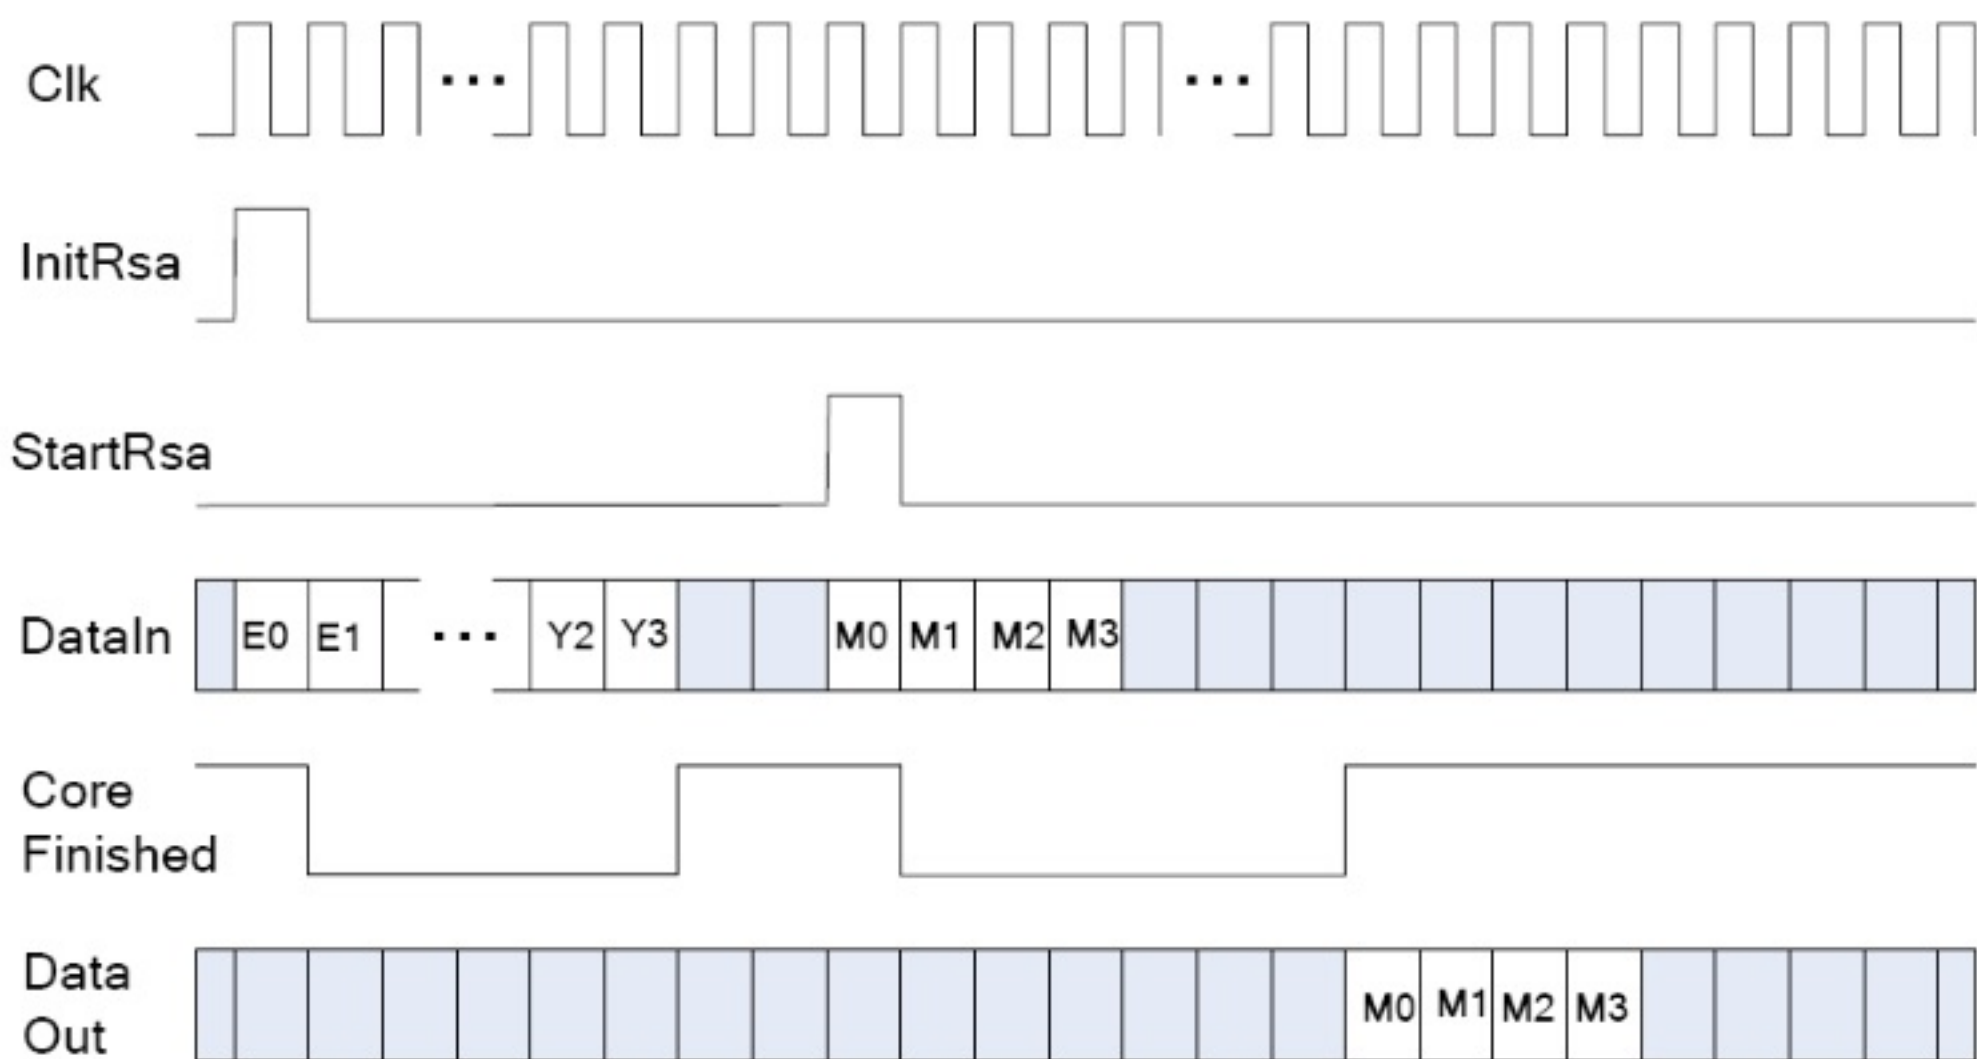 Clk
...
...
InitRsa
StartRsa
DataIn
E0 E1 ... Y2 Y3 M0 M1 M2 M3
Core
Finished
Data
Out
M0 M1 M2 M3